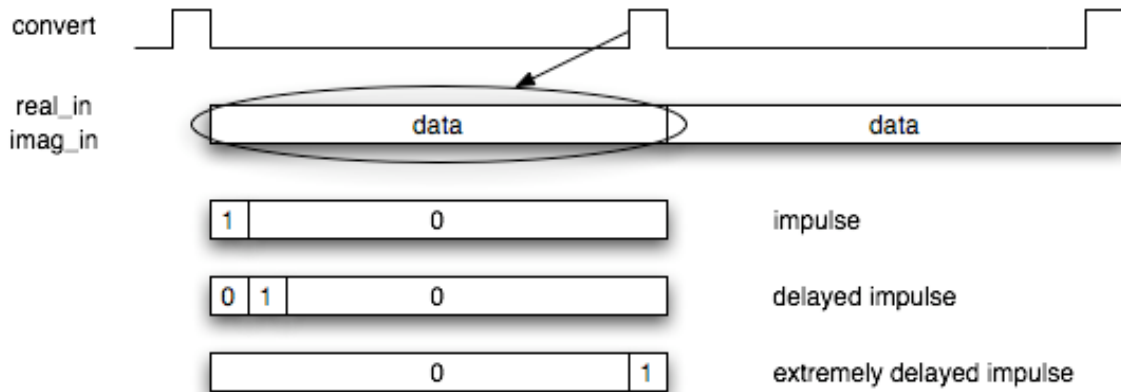 convert
real_in
imag_in
data
data
1
0
impulse
0
1
0
delayed impulse
0
1
extremely delayed impulse